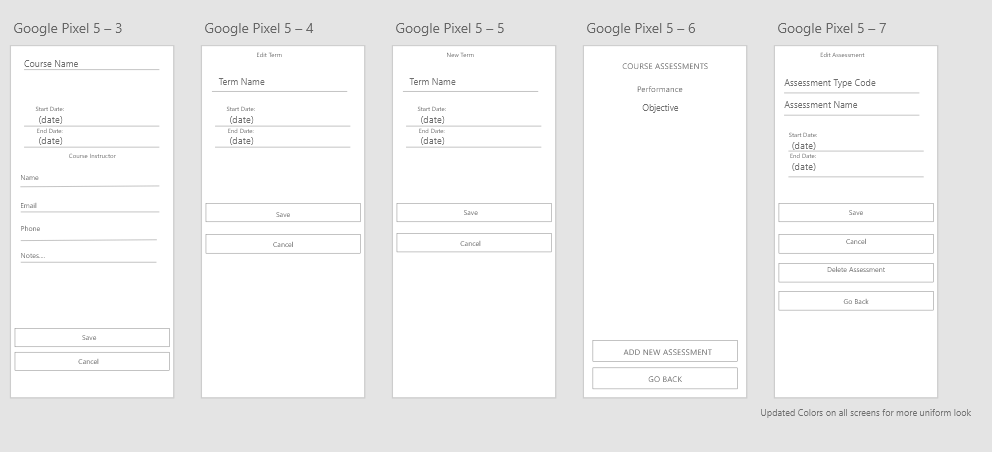 Google Pixel 5 – 3
Course Name
Start Date:
(date)
End Date:
(date)
Course Instructor
Name
Email
Phone
Notes...
Save
Cancel
Google Pixel 5 – 4
Edit Term
Term Name
Start Date:
(date)
End Date:
(date)
Save
Cancel
Google Pixel 5 – 5
New Term
Term Name
Start Date:
(date)
End Date:
(date)
Save
Cancel
Google Pixel 5 – 6
COURSE ASSESSMENTS
Performance
Objective
ADD NEW ASSESSMENT
GO BACK
Google Pixel 5 – 7
Edit Assessment
Assessment Type Code
Assessment Name
Start Date:
(date)
End Date:
(date)
Save
Cancel
Delete Assessment
Go Back
Updated Colors on all screens for more uniform look